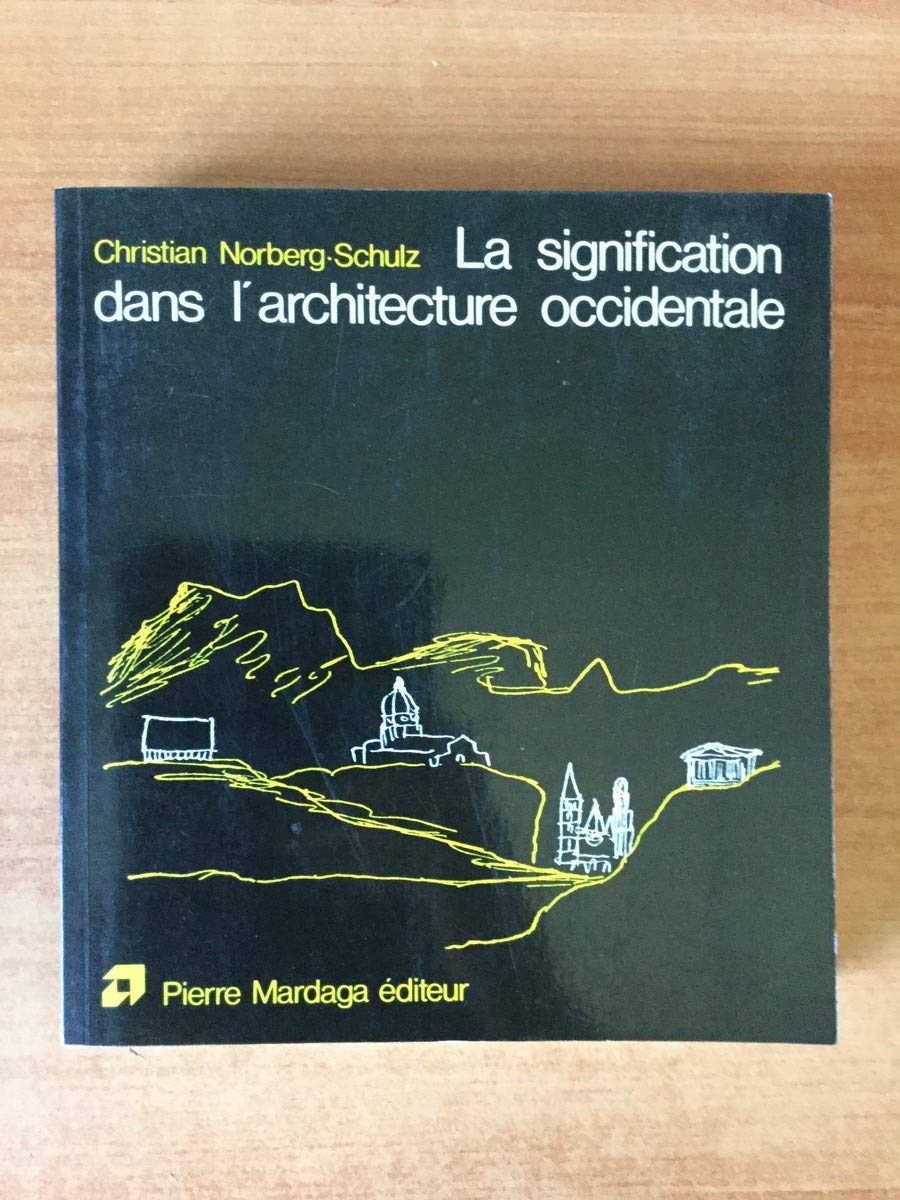 Christian Norberg-Schulz La signification
dans l'architecture occidentale
Pierre Mardaga éditeur